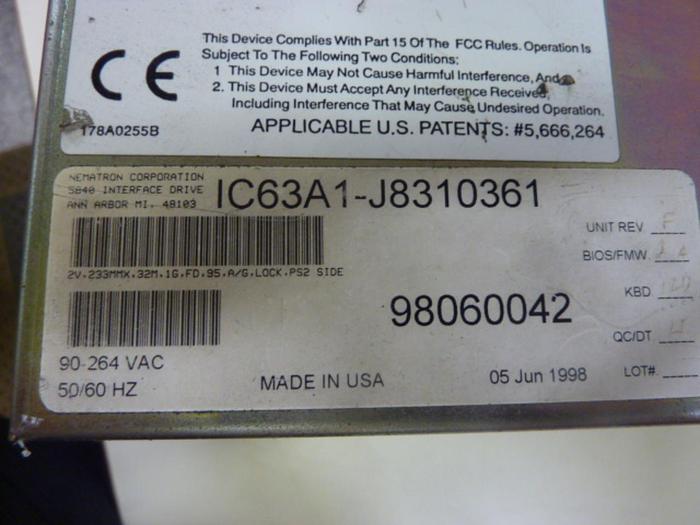 This Device Complies With Part 15 Of The FCC Rules. Operation Is
Subject To The Following Two Conditions;
1 This Device May Not Cause Harmful Interference, And
2. This Device Must Accept Any Interference Received,
Including Interference That May Cause Undesired Operation.
CE
178A0255B
APPLICABLE U.S. PATENTS: #5,666,264
NEMATRON CORPORATION
5840 INTERFACE DRIVE
ANN ARBOR MI. 48103
IC63A1-J8310361
2V,233MMX,32M,1G,FD,95,A/G,LOCK,PS2 SIDE
UNIT REV F
BIOS/FMW
KBD
QC/DT
LOT#.
98060042
90-264 VAC
50/60 HZ
MADE IN USA
05 Jun 1998